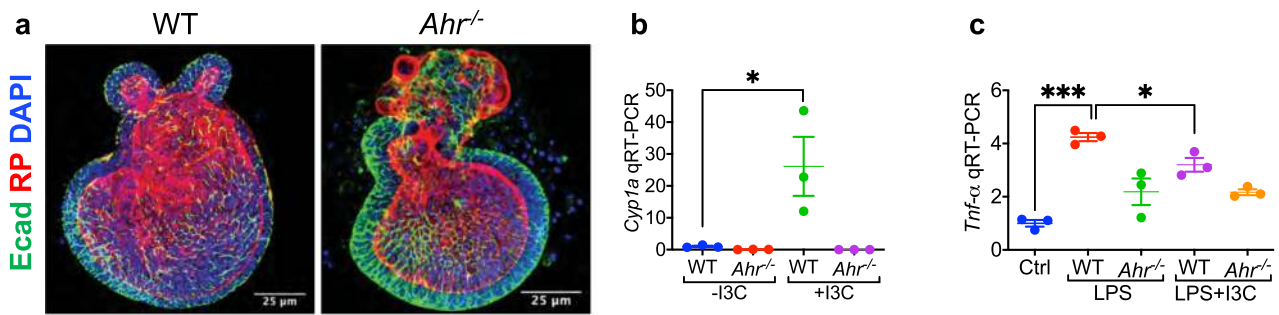 a
WT
Ahr-/-
Ecad RP DAPI
25 μm
25 μm
b
Cyp1a qRT-PCR
50
40
30
20
10
0
*
WT
Ahr-/-
WT
Ahr-/-
-I3C
+I3C
c
Tnf-α qRT-PCR
6
4
2
0
***
*
Ctrl
WT
Ahr-/-
WT
Ahr-/-
LPS
LPS+I3C